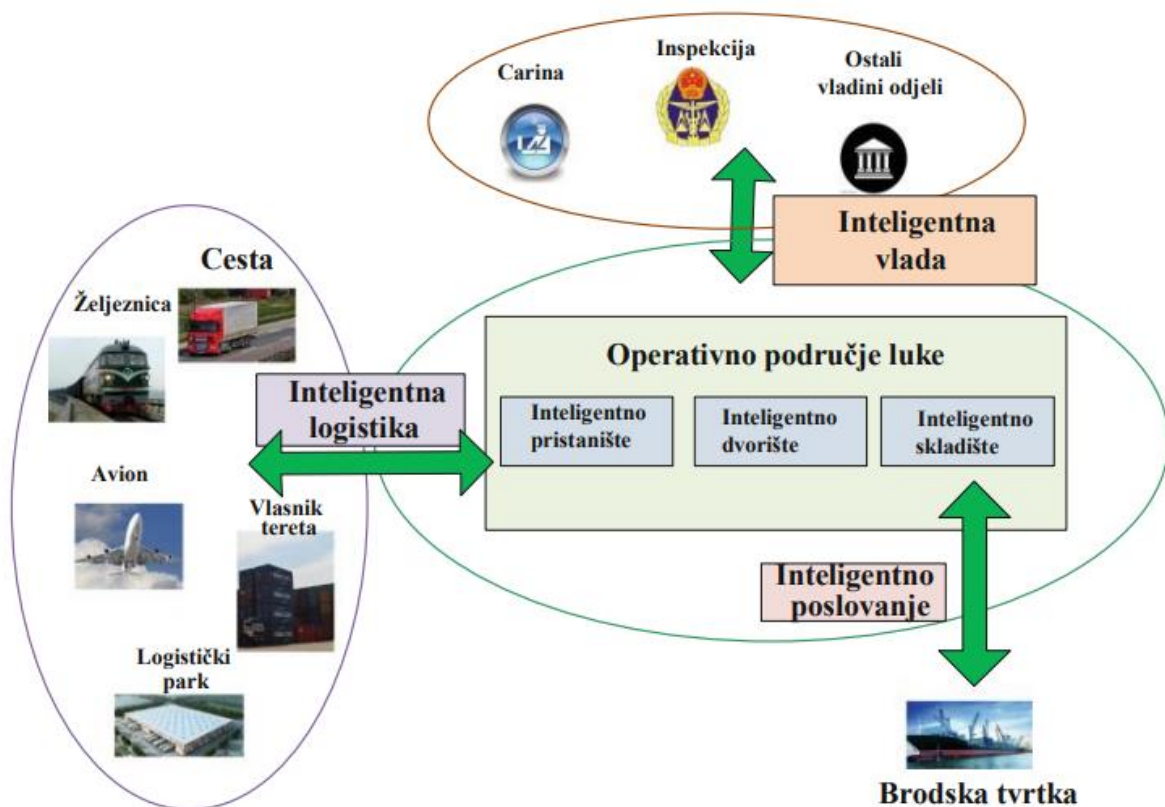 Carina
Inspekcija
Ostali
vladini odjeli
Inteligentna
vlada
Cesta
Željeznica
Avion
Vlasnik
tereta
Logistički
park
Inteligentna
logistika
Operativno područje luke
Inteligentno
pristanište
Inteligentno
dvorište
Inteligentno
skladište
Inteligentno
poslovanje
Brodska tvrtka